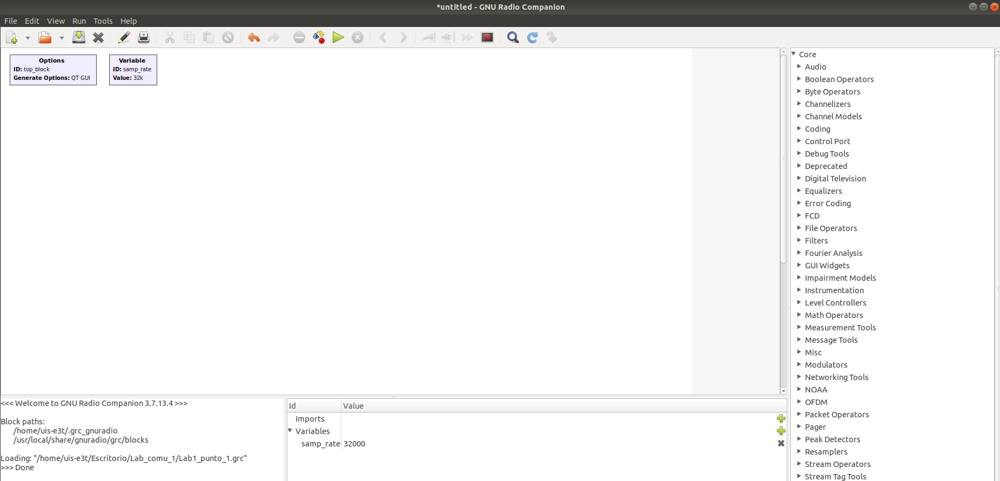 *untitled - GNU Radio Companion
File Edit View Run Tools Help
Options
ID: top_block
Generate Options: QT GUI
Variable
ID: samp_rate
Value: 32k
Core
Audio
Boolean Operators
Byte Operators
Channelizers
Channel Models
Coding
Control Port
Debug Tools
Deprecated
Digital Television
Equalizers
Error Coding
FCD
File Operators
Filters
Fourier Analysis
GUI Widgets
Impairment Models
Instrumentation
Level Controllers
Math Operators
Measurement Tools
Message Tools
Misc
Modulators
Networking Tools
NOAA
OFDM
Packet Operators
Pager
Peak Detectors
Resamplers
Stream Operators
Stream Tag Tools
<<< Welcome to GNU Radio Companion 3.7.13.4 >>>
Block paths:
/home/uis-e3t/.grc_gnuradio
/usr/local/share/gnuradio/grc/blocks
Loading: "/home/uis-e3t/Escritorio/Lab_comu_1/Lab1_punto_1.grc"
>>> Done
Id Value
Imports
Variables
samp_rate 32000